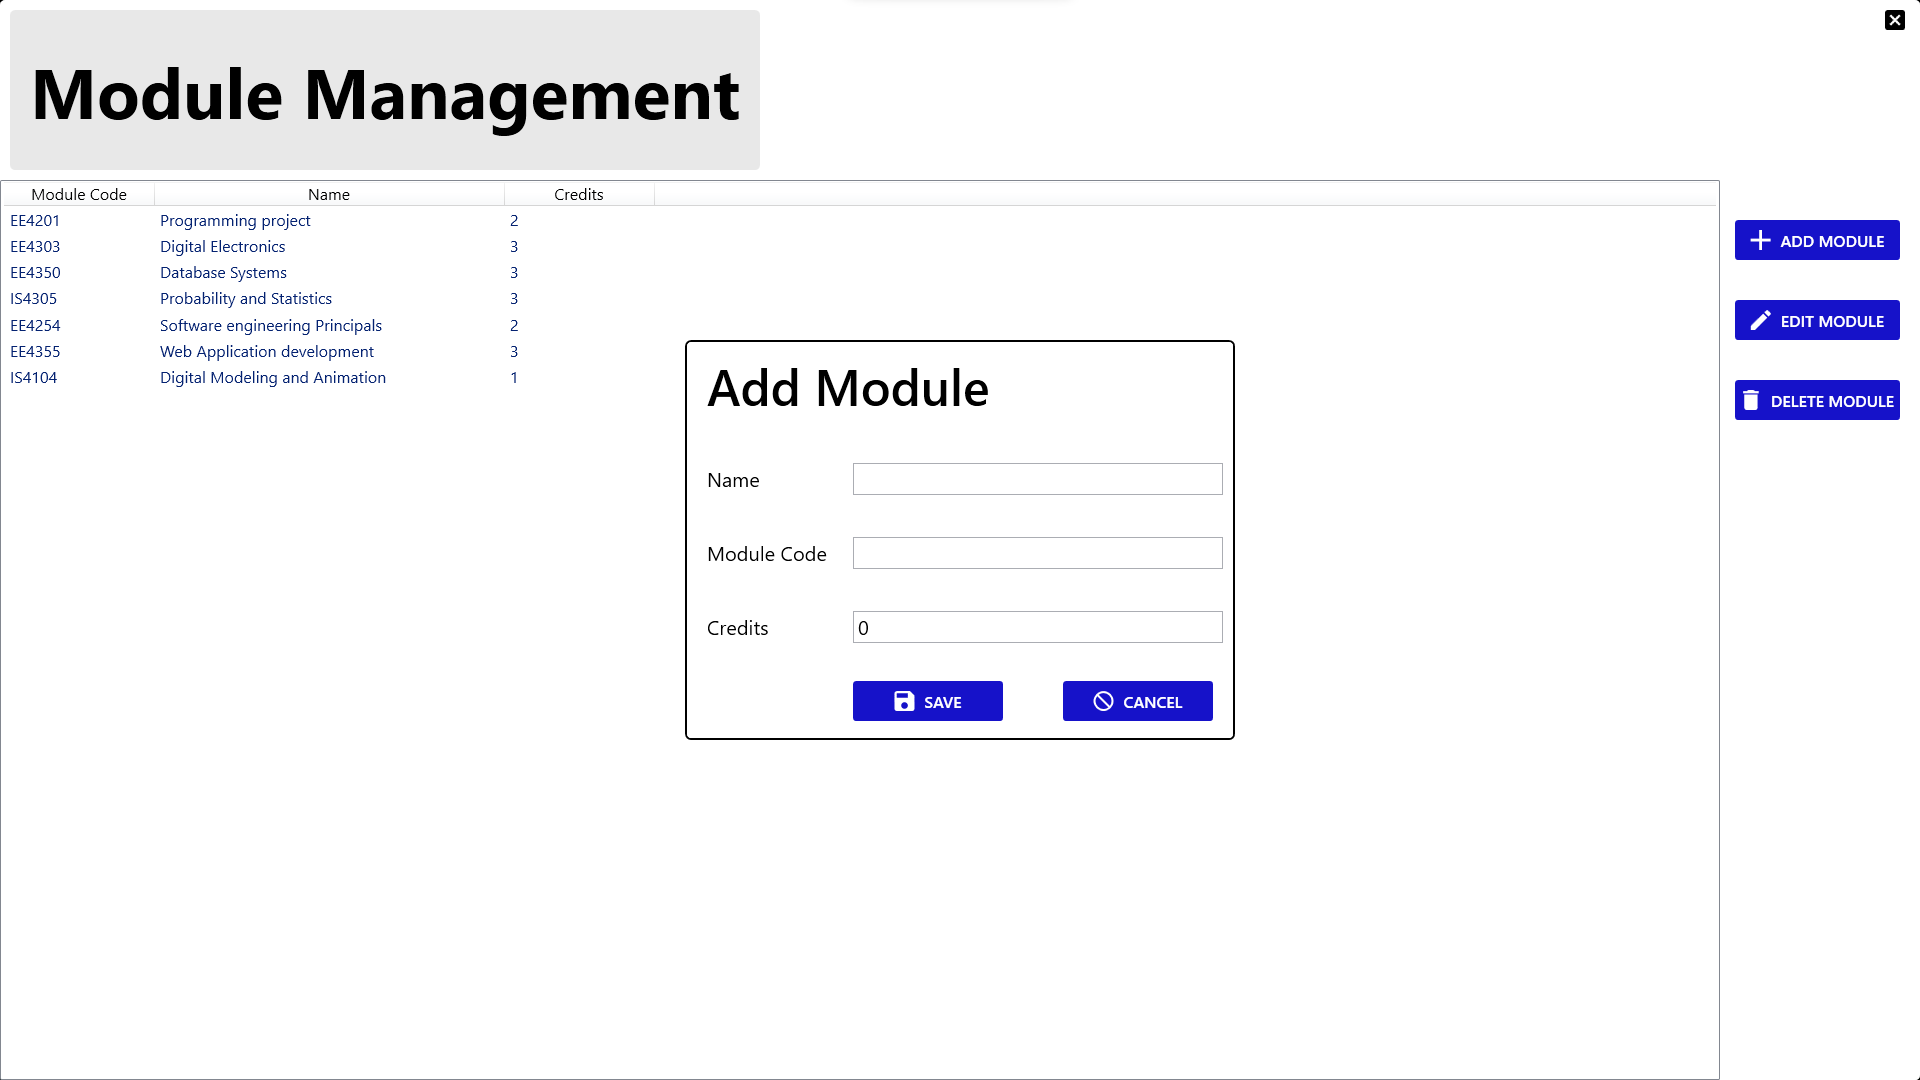 Module Management
Module Code Name Credits
EE4201 Programming project 2
EE4303 Digital Electronics 3
EE4350 Database Systems 3
IS4305 Probability and Statistics 3
EE4254 Software engineering Principals 2
EE4355 Web Application development 3
IS4104 Digital Modeling and Animation 1
ADD MODULE
EDIT MODULE
DELETE MODULE
Add Module
Name
Module Code
Credits 0
SAVE CANCEL